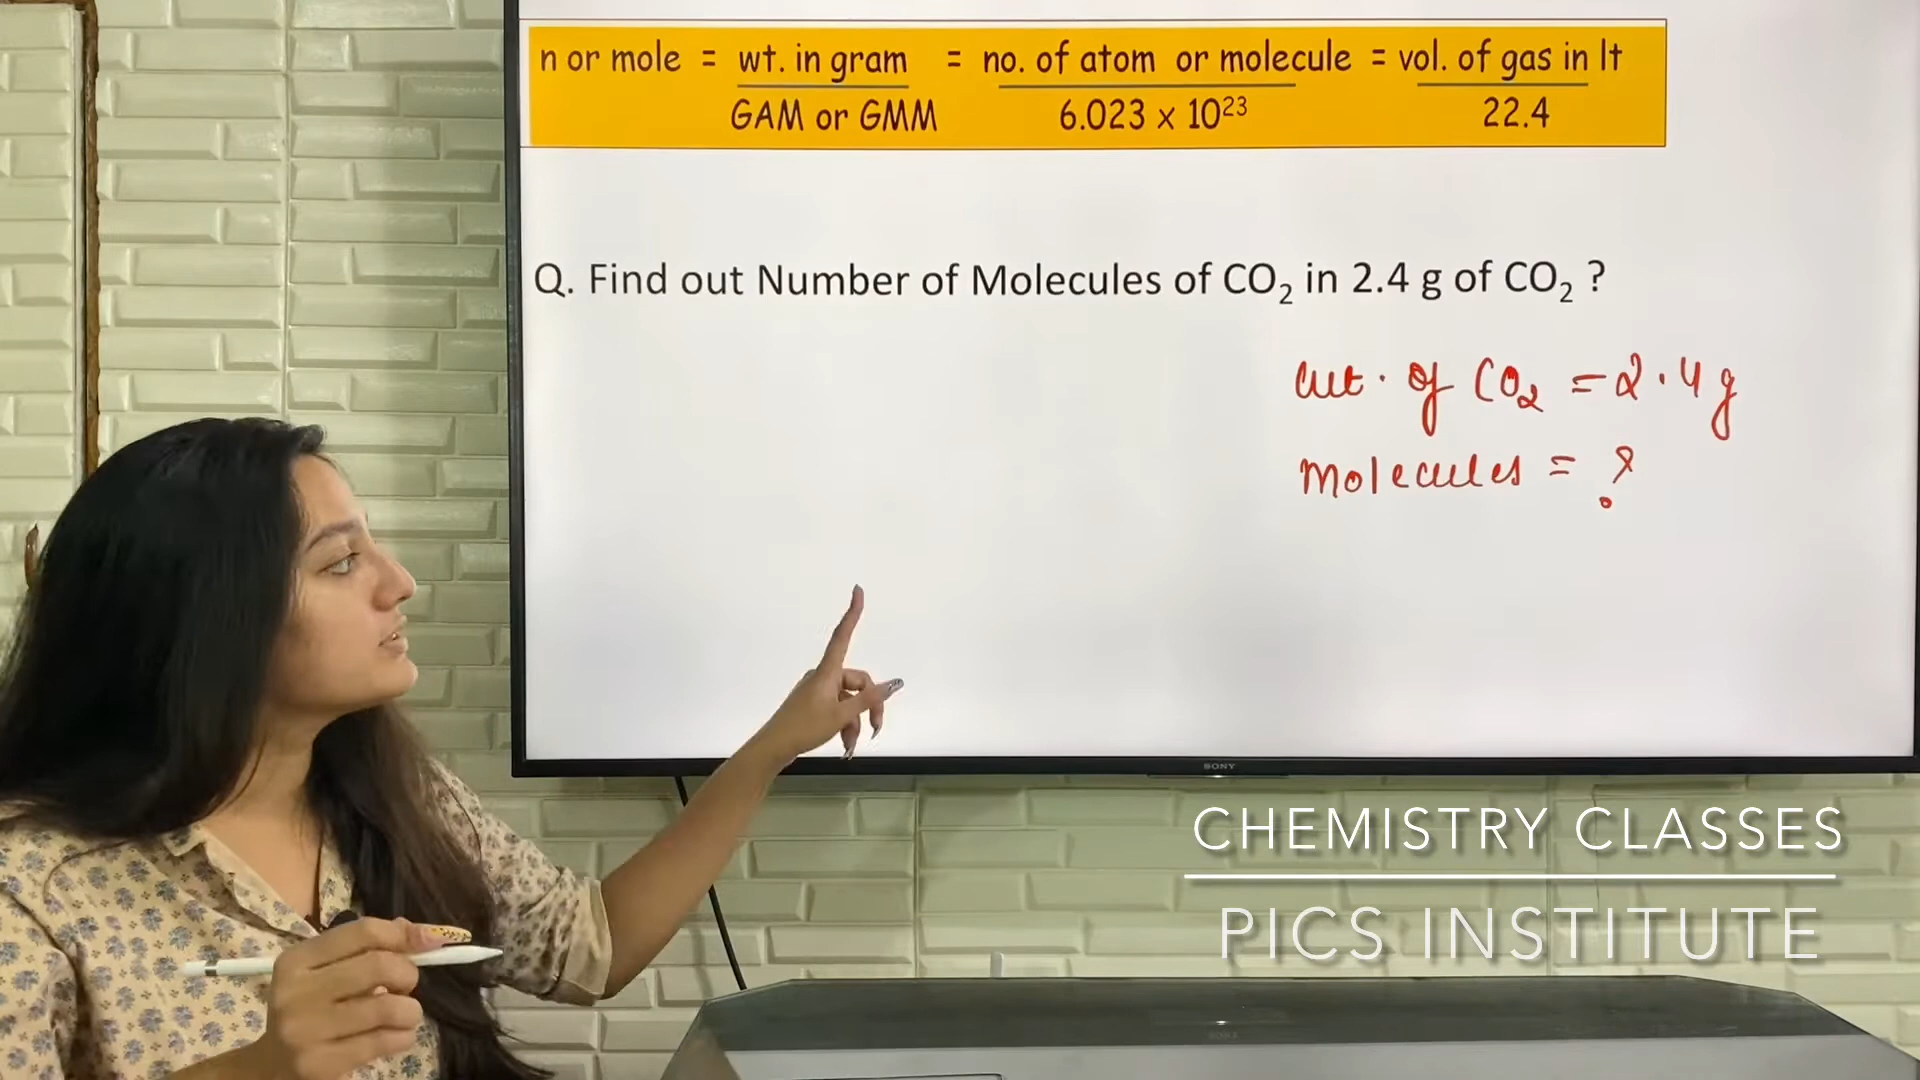 n or mole = wt. in gram = no. of atom or molecule = vol. of gas in lt
GAM or GMM 6.023 x 10²³ 22.4
Q. Find out Number of Molecules of CO₂ in 2.4 g of CO₂ ?
wt. of CO₂ = 2.4 g
Molecules = ?
SONY
CHEMISTRY CLASSES
PICS INSTITUTE